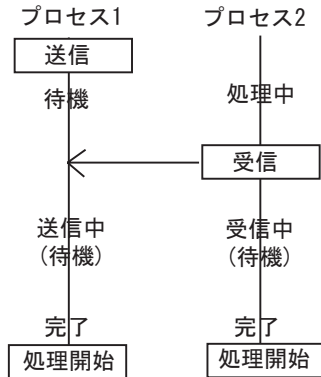 プロセス1
プロセス2
送信
待機
処理中
受信
送信中
(待機)
受信中
(待機)
完了
完了
処理開始
処理開始